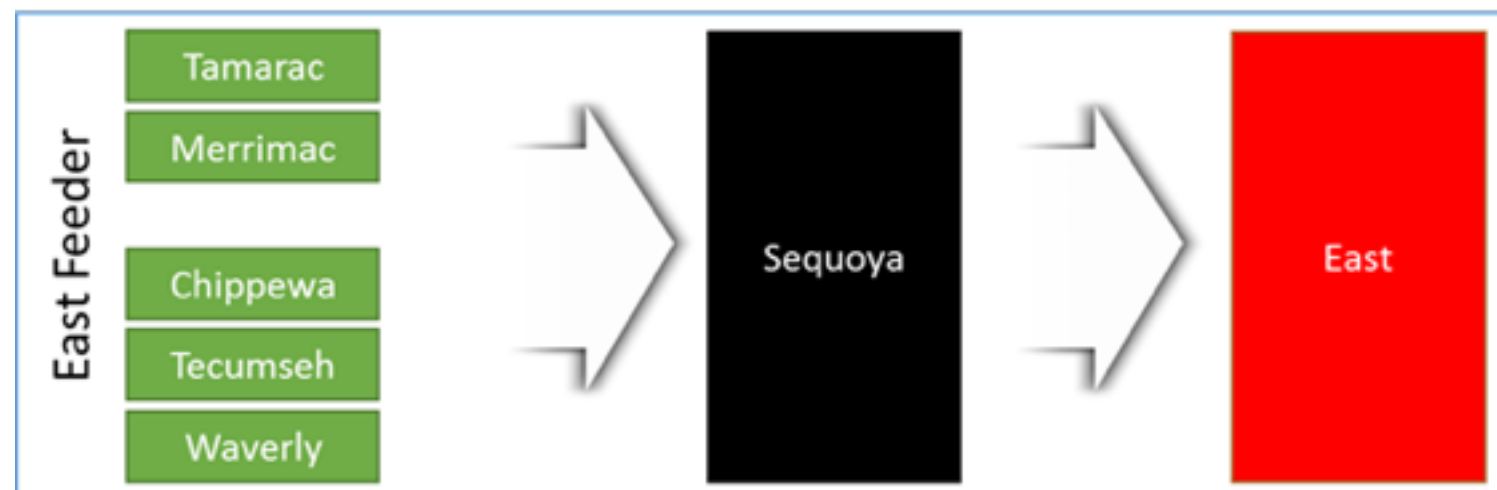 East Feeder
Tamarac
Merrimac
Chippewa
Tecumseh
Waverly
Sequoya
East